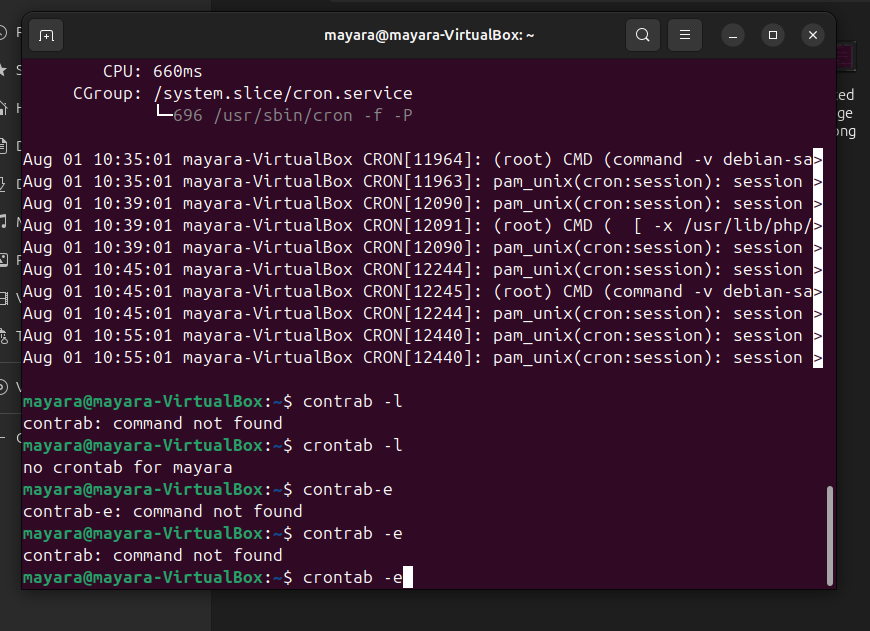 mayara@mayara-VirtualBox: ~
CPU: 660ms
CGroup: /system.slice/cron.service
└─696 /usr/sbin/cron -f -P
Aug 01 10:35:01 mayara-VirtualBox CRON[11964]: (root) CMD (command -v debian-sa>
Aug 01 10:35:01 mayara-VirtualBox CRON[11963]: pam_unix(cron:session): session >
Aug 01 10:39:01 mayara-VirtualBox CRON[12090]: pam_unix(cron:session): session >
Aug 01 10:39:01 mayara-VirtualBox CRON[12091]: (root) CMD (  [ -x /usr/lib/php/>
Aug 01 10:39:01 mayara-VirtualBox CRON[12090]: pam_unix(cron:session): session >
Aug 01 10:45:01 mayara-VirtualBox CRON[12244]: pam_unix(cron:session): session >
Aug 01 10:45:01 mayara-VirtualBox CRON[12245]: (root) CMD (command -v debian-sa>
Aug 01 10:45:01 mayara-VirtualBox CRON[12244]: pam_unix(cron:session): session >
Aug 01 10:55:01 mayara-VirtualBox CRON[12440]: pam_unix(cron:session): session >
Aug 01 10:55:01 mayara-VirtualBox CRON[12440]: pam_unix(cron:session): session >
mayara@mayara-VirtualBox:~$ contrab -l
contrab: command not found
mayara@mayara-VirtualBox:~$ crontab -l
no crontab for mayara
mayara@mayara-VirtualBox:~$ contrab-e
contrab-e: command not found
mayara@mayara-VirtualBox:~$ contrab -e
contrab: command not found
mayara@mayara-VirtualBox:~$ crontab -e